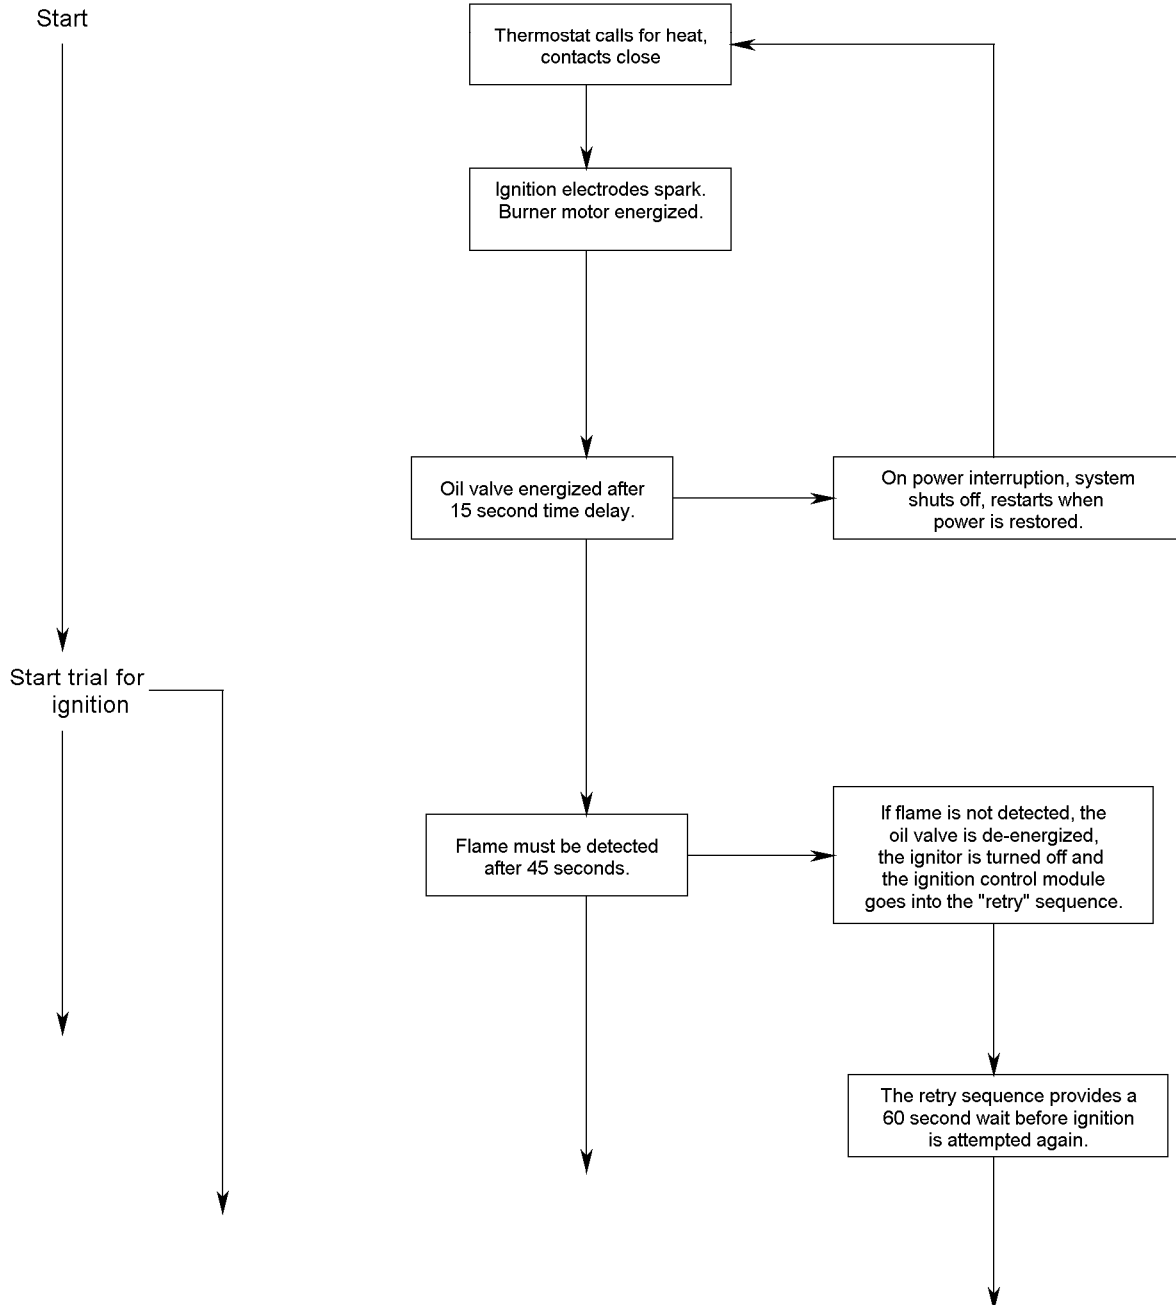 Start
Thermostat calls for heat,
contacts close
Ignition electrodes spark.
Burner motor energized.
Oil valve energized after
15 second time delay.
On power interruption, system
shuts off, restarts when
power is restored.
Start trial for
ignition
Flame must be detected
after 45 seconds.
If flame is not detected, the
oil valve is de-energized,
the ignitor is turned off and
the ignition control module
goes into the "retry" sequence.
The retry sequence provides a
60 second wait before ignition
is attempted again.